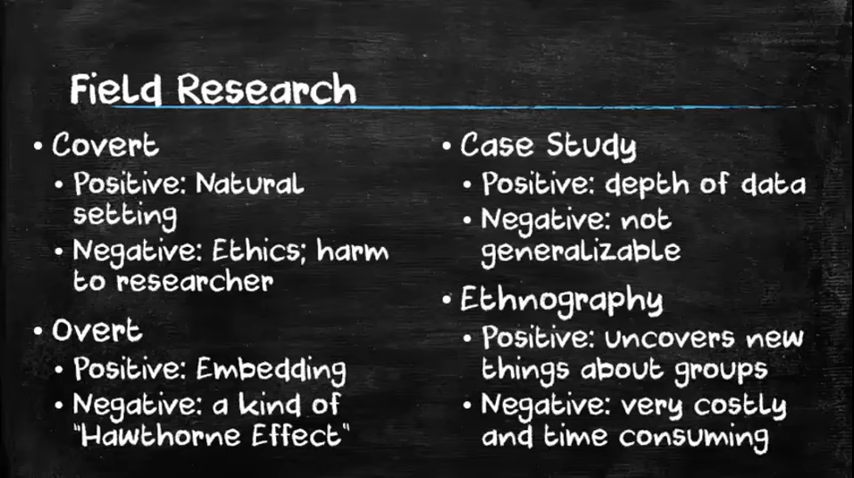 Field Research
• Covert
• Positive: Natural
setting
• Negative: Ethics; harm
to researcher
• Overt
• Positive: Embedding
• Negative: a kind of
"Hawthorne Effect"
• Case Study
• Positive: depth of data
• Negative: not
generalizable
• Ethnography
• Positive: uncovers new
things about groups
• Negative: very costly
and time consuming